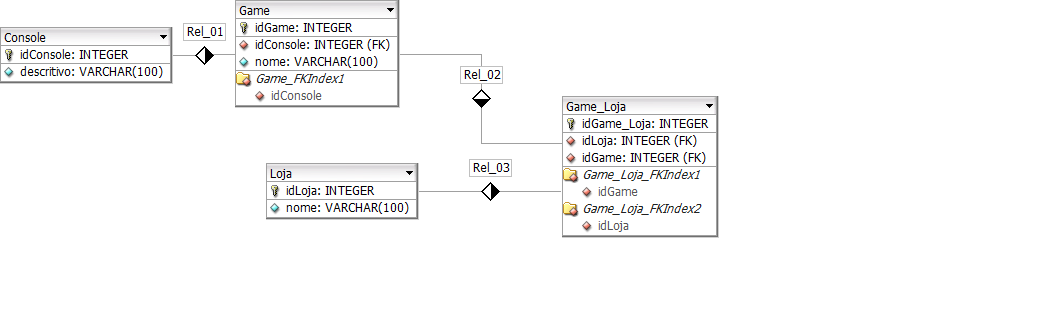 Console
idConsole: INTEGER
descritivo: VARCHAR(100)
Rel_01
Game
idGame: INTEGER
idConsole: INTEGER (FK)
nome: VARCHAR(100)
Game_FKIndex1
idConsole
Rel_02
Game_Loja
idGame_Loja: INTEGER
idLoja: INTEGER (FK)
idGame: INTEGER (FK)
Game_Loja_FKIndex1
idGame
Game_Loja_FKIndex2
idLoja
Rel_03
Loja
idLoja: INTEGER
nome: VARCHAR(100)